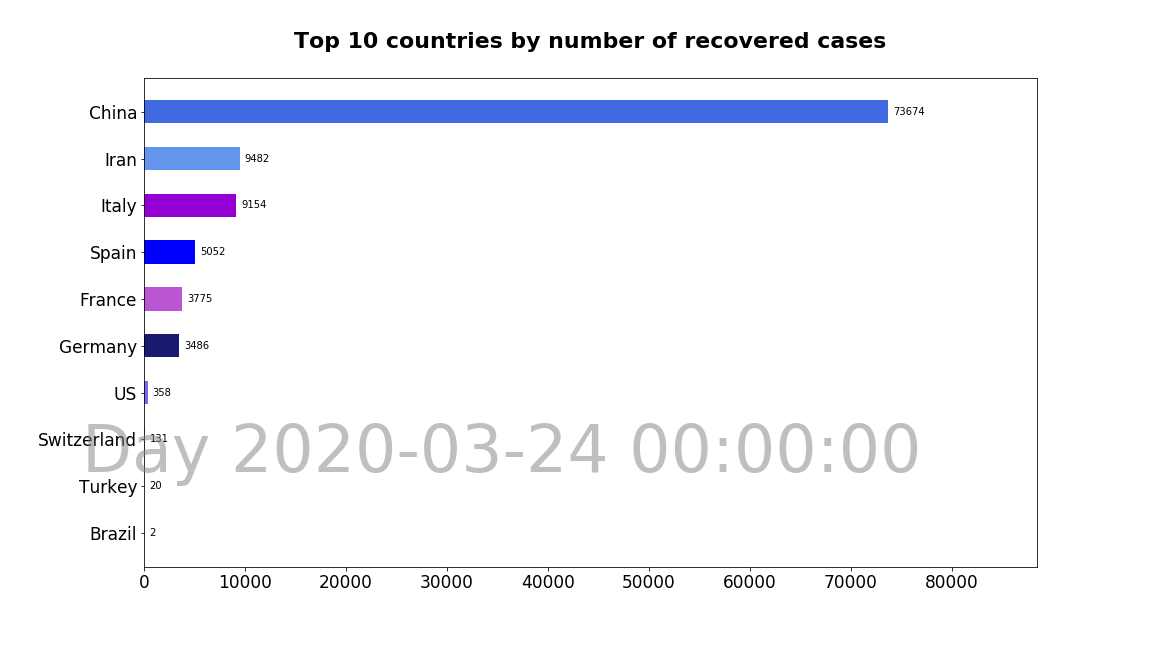 Top 10 countries by number of recovered cases
China 73674
Iran 9482
Italy 9154
Spain 5052
France 3775
Germany 3486
US 358
Switzerland 131
Day 2020-03-24 00:00:00
Turkey 20
Brazil 2
0 10000 20000 30000 40000 50000 60000 70000 80000